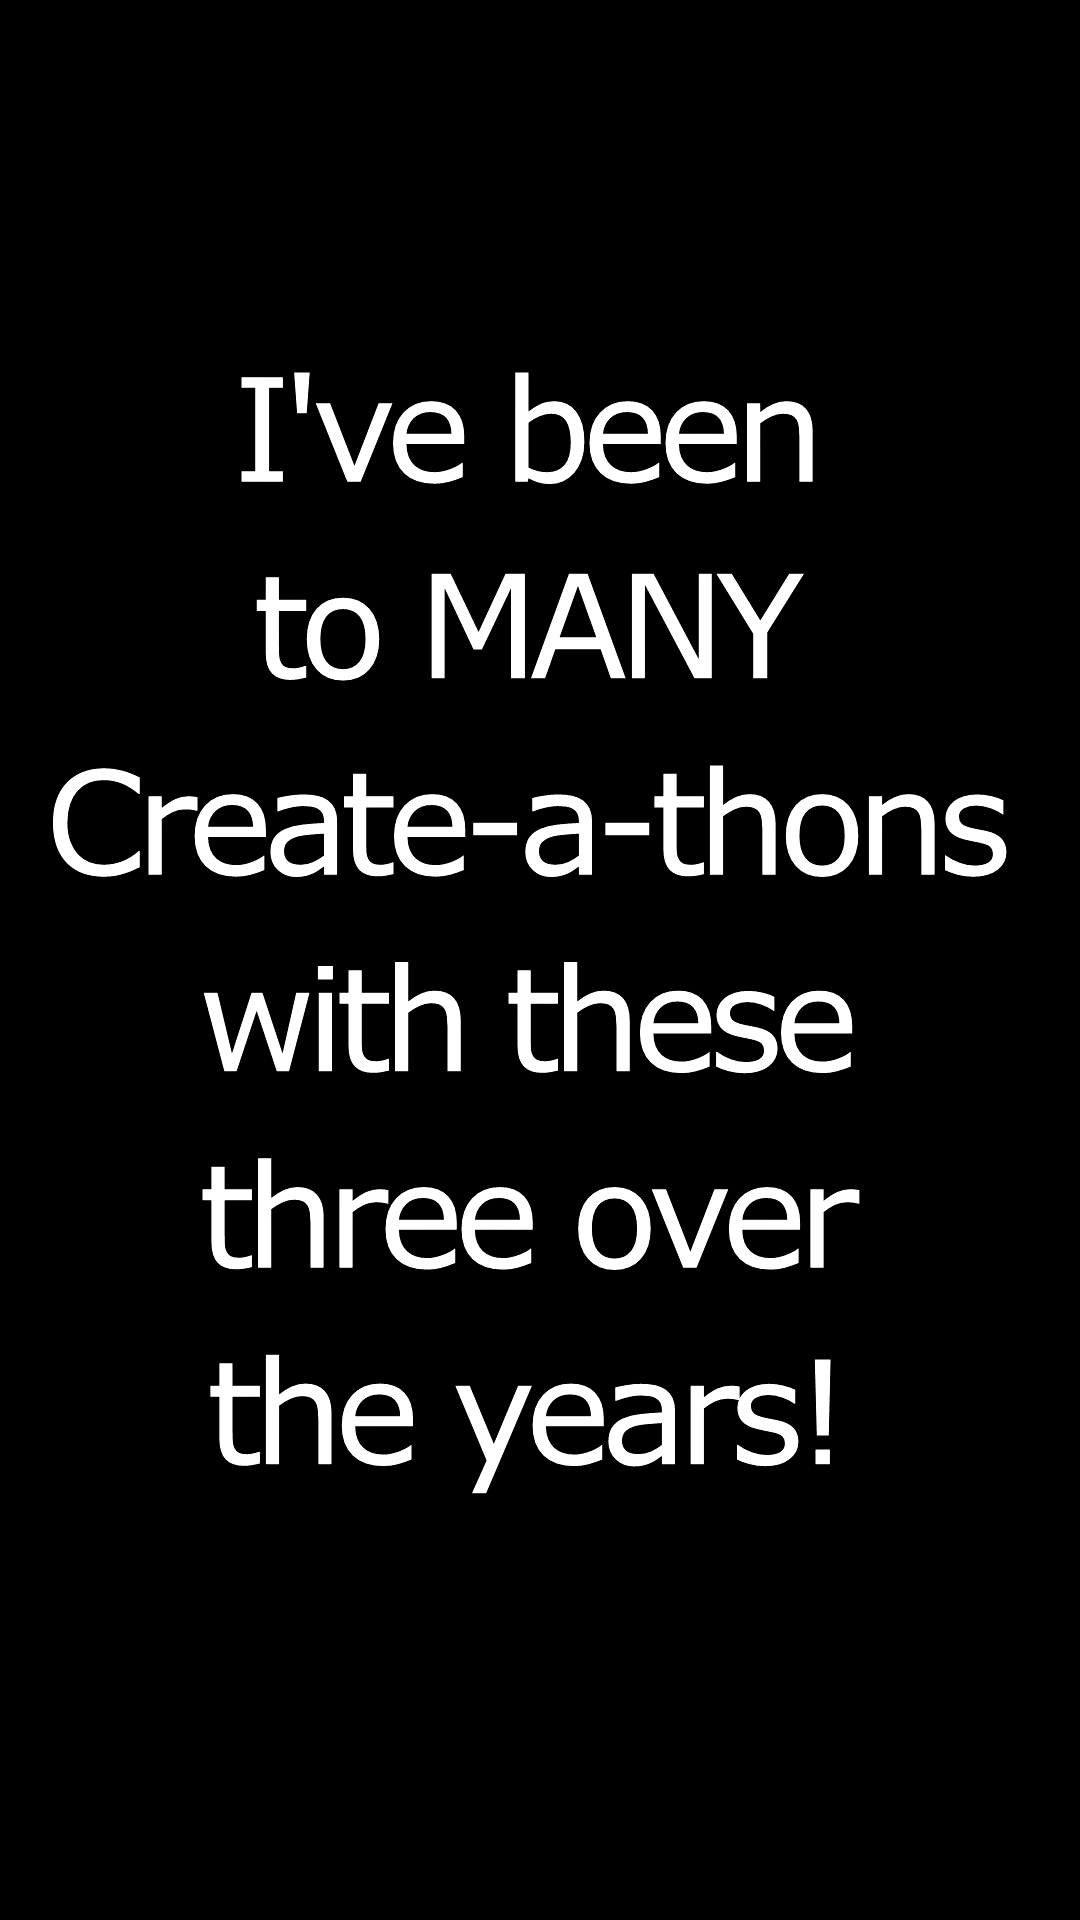 I've been
to MANY
Create-a-thons
with these
three over
the years!